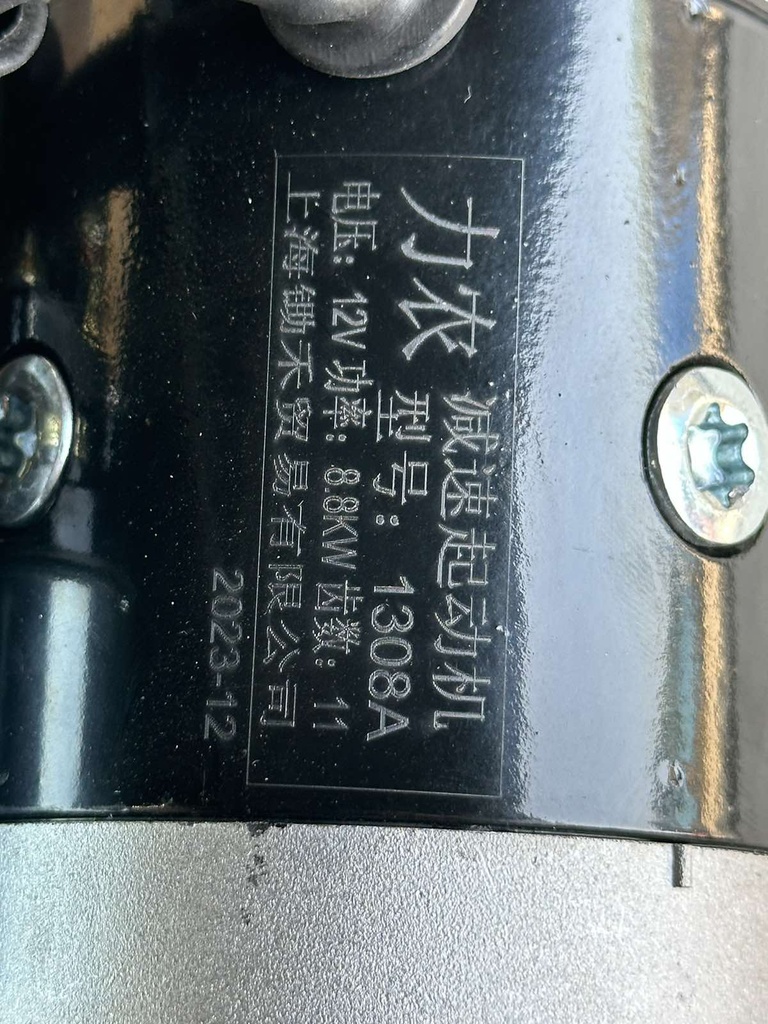 力农 减速起动机
型号：1308A
电压：12V 功率：8.8KW 齿数：11
上海锄禾贸易有限公司
2023-12